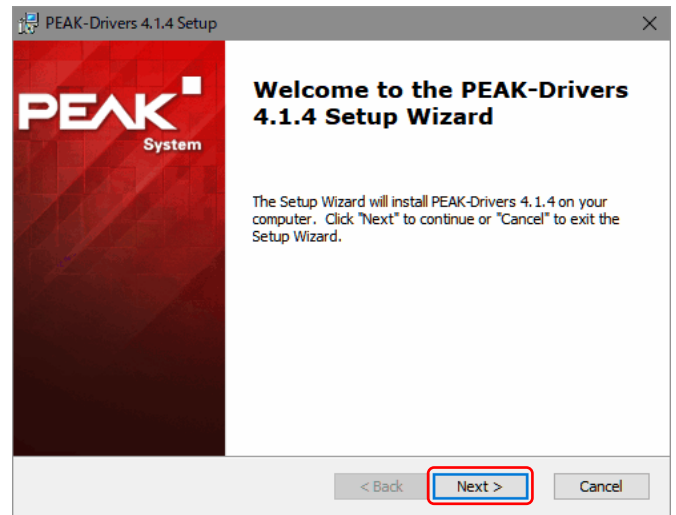 PEAK-Drivers 4.1.4 Setup
PEAK
System
Welcome to the PEAK-Drivers
4.1.4 Setup Wizard
The Setup Wizard will install PEAK-Drivers 4.1.4 on your
computer. Click "Next" to continue or "Cancel" to exit the
Setup Wizard.
< Back Next > Cancel